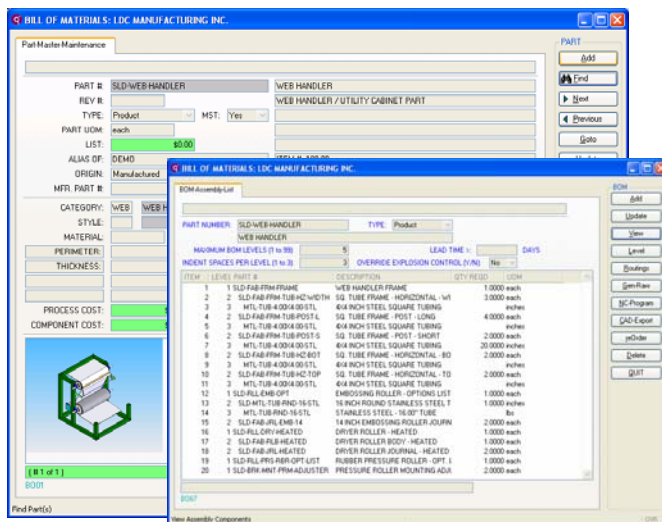 BILL OF MATERIALS: LDC MANUFACTURING INC.
Part-Master-Maintenance
PART #: SLD-WEB-HANDLER WEB HANDLER
REV #: WEB HANDLER / UTILITY CABINET PART
TYPE: Product MST: Yes
PART UOM: each
LIST: $0.00
ALIAS OF: DEMO
ORIGIN: Manufactured
MFR. PART #:
CATEGORY: WEB WEB H
STYLE:
MATERIAL:
PERIMETER:
THICKNESS:
PROCESS COST:
COMPONENT COST:
( # 1 of 1 )
BO01
Find Part(s)
PART
Add
Find
Next
Previous
Goto
BILL OF MATERIALS: LDC MANUFACTURING INC.
BOM-Assembly-List
PART NUMBER: SLD-WEB-HANDLER TYPE: Product
WEB HANDLER
MAXIMUM BOM LEVELS (1 to 99) 5 LEAD TIME >: DAYS
INDENT SPACES PER LEVEL (1 to 3) 3 OVERRIDE EXPLOSION CONTROL (Y/N) No
ITEM LEVEL PART # DESCRIPTION QTY REQD UOM
1 1 SLD-FAB-FRM-FRAME WEB HANDLER FRAME 1.0000 each
2 2 SLD-FAB-FRM-TUB-HZ-WIDTH SQ. TUBE FRAME - HORIZONTAL - WI 3.0000 each
3 3 MTL-TUB-4.00X4.00-STL 4X4 INCH STEEL SQUARE TUBING inches
4 2 SLD-FAB-FRM-TUB-POST-L SQ. TUBE FRAME - POST - LONG 4.0000 each
5 3 MTL-TUB-4.00X4.00-STL 4X4 INCH STEEL SQUARE TUBING inches
6 2 SLD-FAB-FRM-TUB-POST-S SQ. TUBE FRAME - POST - SHORT 2.0000 each
7 3 MTL-TUB-4.00X4.00-STL 4X4 INCH STEEL SQUARE TUBING 20.0000 inches
8 2 SLD-FAB-FRM-TUB-HZ-BOT SQ. TUBE FRAME - HORIZONTAL - BO 2.0000 each
9 3 MTL-TUB-4.00X4.00-STL 4X4 INCH STEEL SQUARE TUBING inches
10 2 SLD-FAB-FRM-TUB-HZ-TOP SQ. TUBE FRAME - HORIZONTAL - TO 2.0000 each
11 3 MTL-TUB-4.00X4.00-STL 4X4 INCH STEEL SQUARE TUBING inches
12 1 SLD-RLL-EMB-OPT EMBOSSING ROLLER - OPTIONS LIST 1.0000 each
13 2 SLD-MTL-TUB-RND-16-STL 16 INCH ROUND STAINLESS STEEL T 1.0000 each
14 3 MTL-TUB-RND-16-STL STAINLESS STEEL - 16.00" TUBE lbs
15 2 SLD-FAB-JRL-EMB-14 14 INCH EMBOSSING ROLLER JOURN 2.0000 each
16 1 SLD-RLL-DRY-HEATED DRYER ROLLER - HEATED 1.0000 each
17 2 SLD-FAB-RLB-HEATED DRYER ROLLER BODY - HEATED 1.0000 each
18 2 SLD-FAB-JRL-HEATED DRYER ROLLER JOURNAL - HEATED 2.0000 each
19 1 SLD-RLL-PRS-RBR-OPT-LIST RUBBER PRESSURE ROLLER - OPT. L 1.0000 each
20 1 SLD-BRK-MNT-PRM-ADJUSTER PRESSURE ROLLER MOUNTING ADJU 2.0000 each
BO67
View Assembly Components
OVR
BOM
Add
Update
View
Level
Routings
Gen-Raw
NC-Program
CAD-Export
reOrder
Delete
QUIT